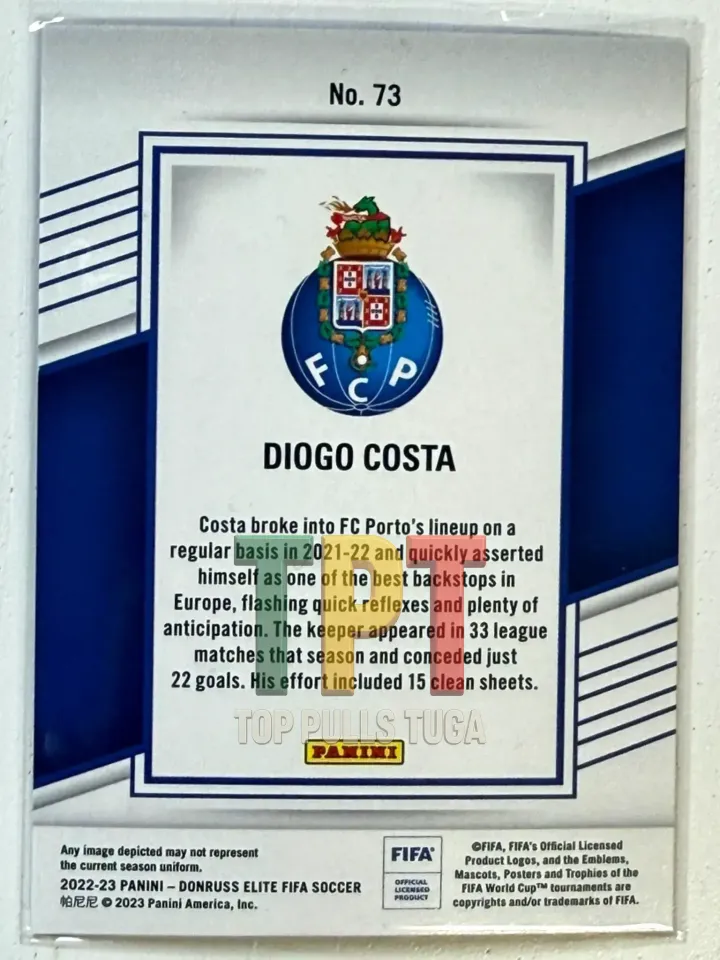 No. 73
F C P
DIOGO COSTA
Costa broke into FC Porto's lineup on a
regular basis in 2021-22 and quickly asserted
himself as one of the best backstops in
Europe, flashing quick reflexes and plenty of
anticipation. The keeper appeared in 33 league
matches that season and conceded just
22 goals. His effort included 15 clean sheets.
TPT
TOP PULLS TUGA
PANINI
Any image depicted may not represent
the current season uniform.
2022-23 PANINI – DONRUSS ELITE FIFA SOCCER
帕尼尼 © 2023 Panini America, Inc.
FIFA®
OFFICIAL
LICENSED
PRODUCT
©FIFA, FIFA's Official Licensed
Product Logos, and the Emblems,
Mascots, Posters and Trophies of the
FIFA World Cup™ tournaments are
copyrights and/or trademarks of FIFA.